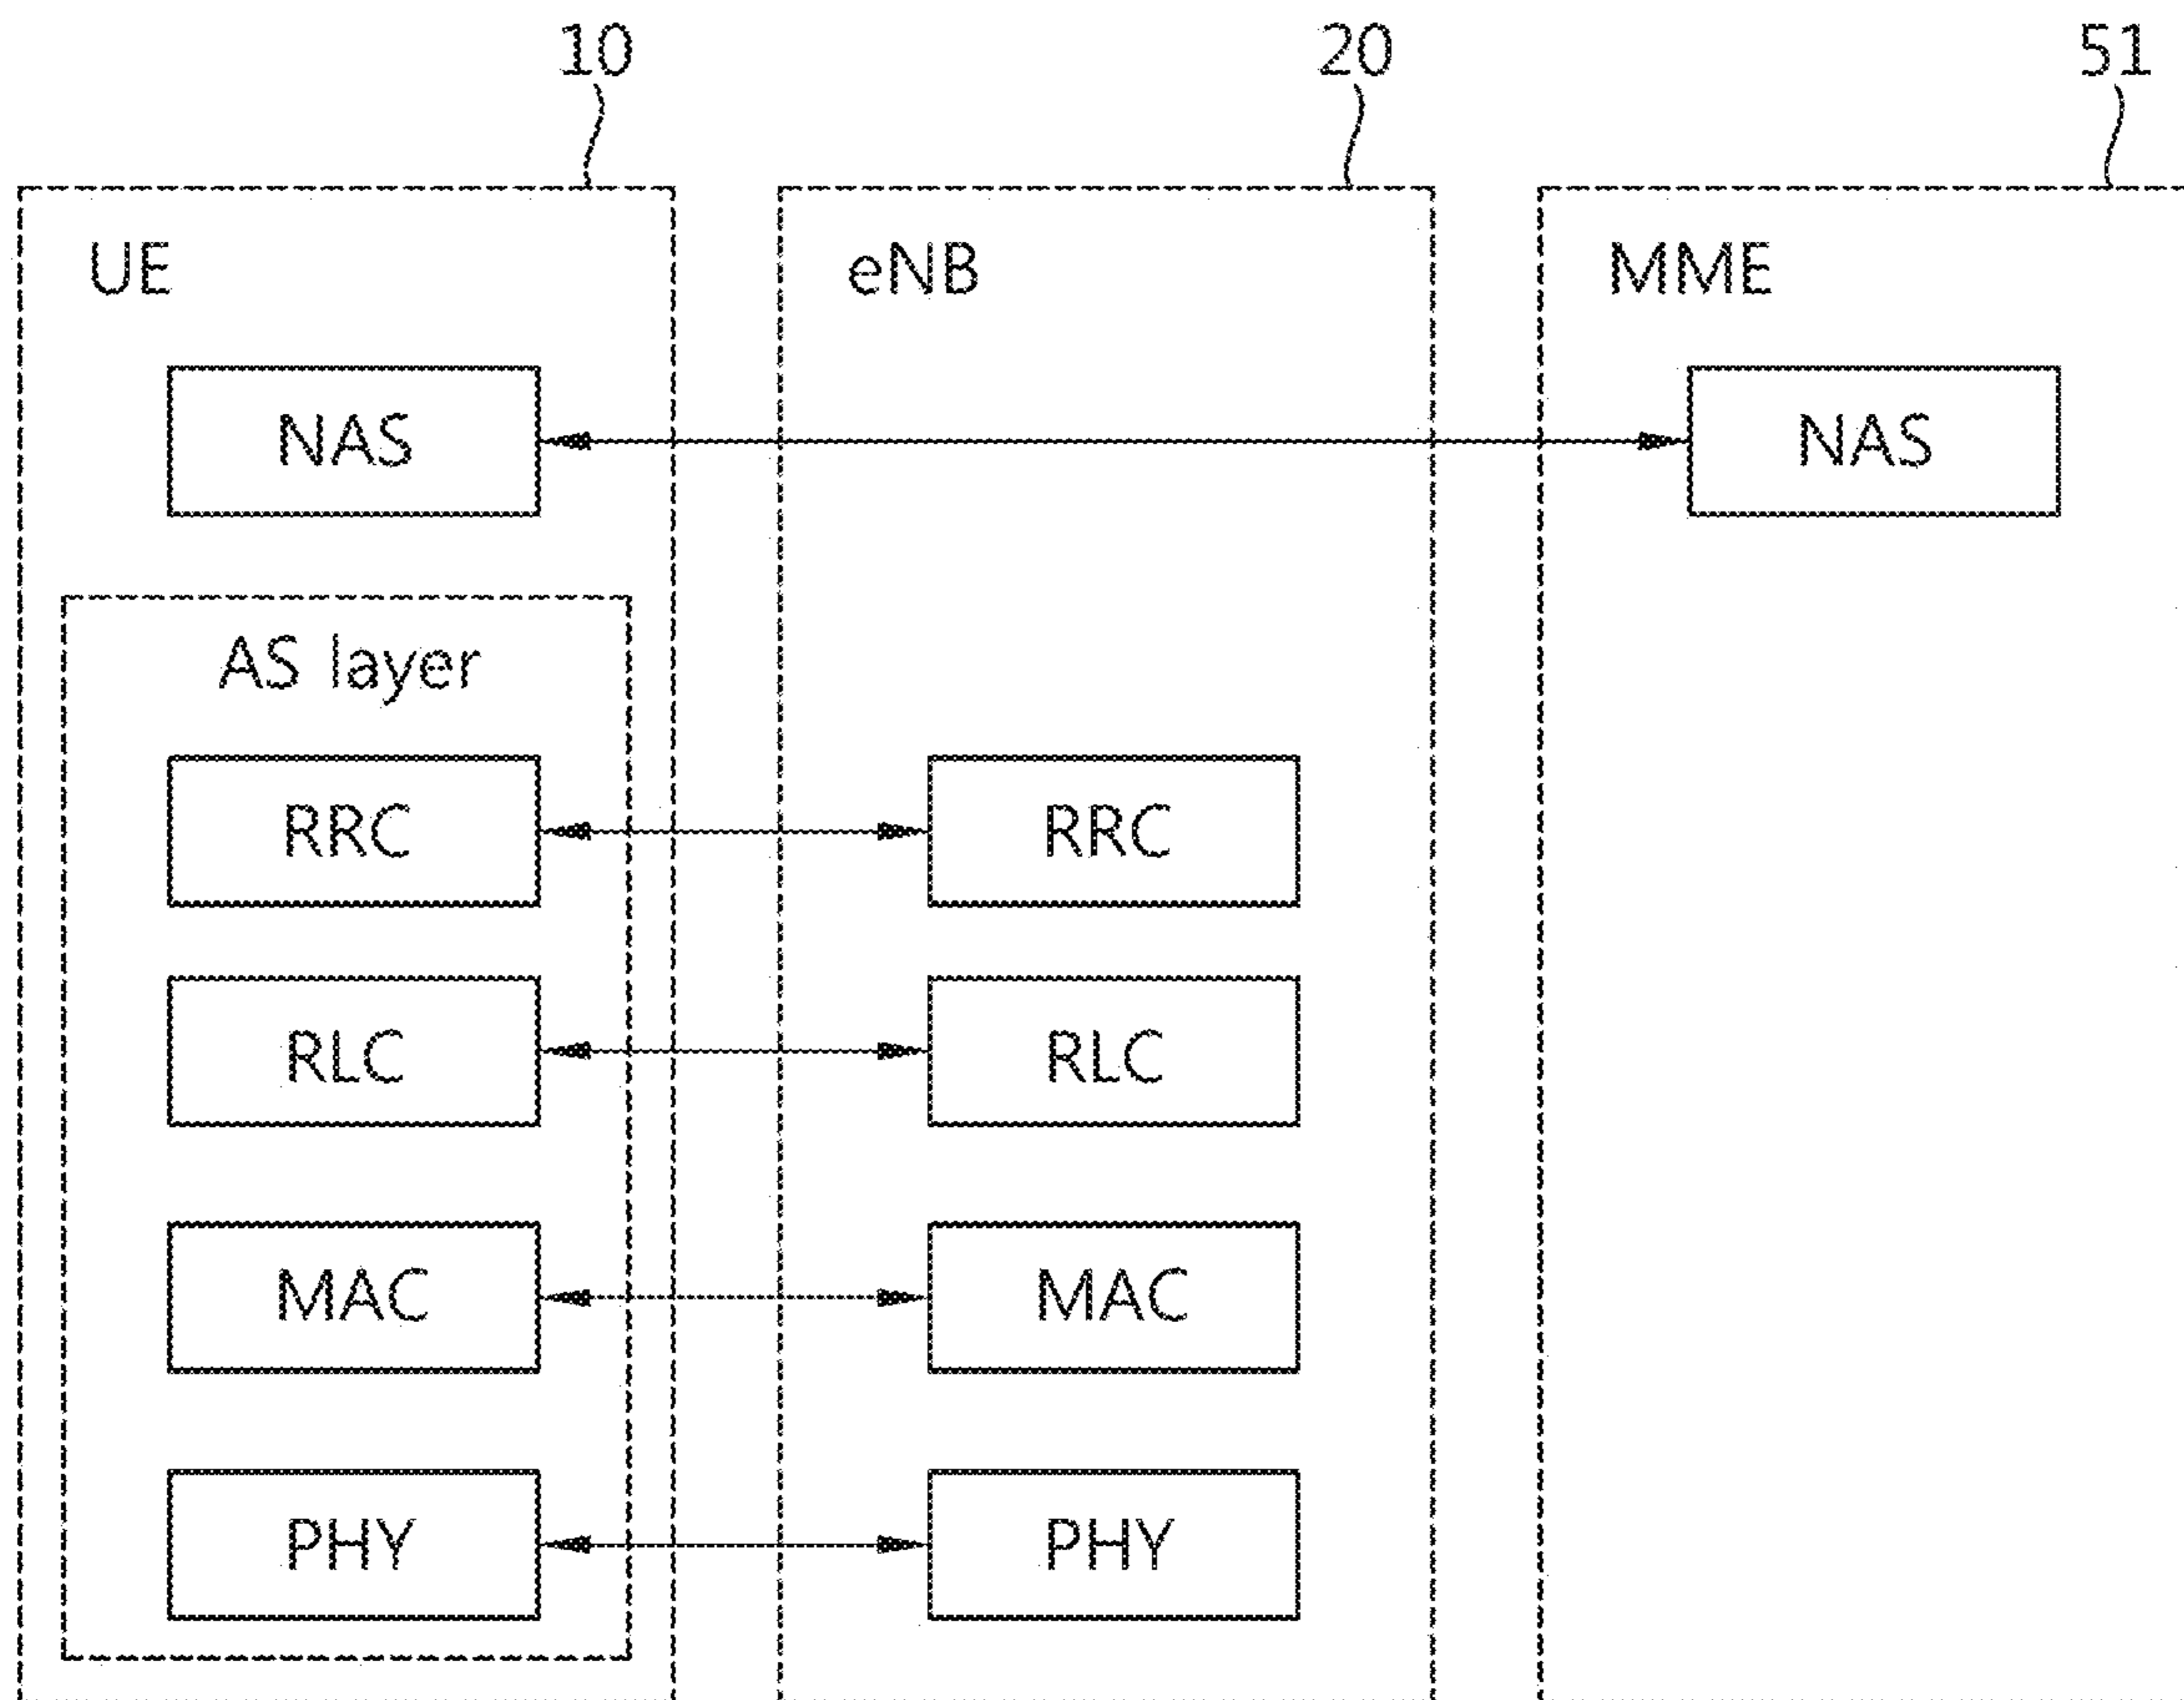 10 20 51
UE eNB MME
NAS NAS
AS layer
RRC RRC
RLC RLC
MAC MAC
PHY PHY